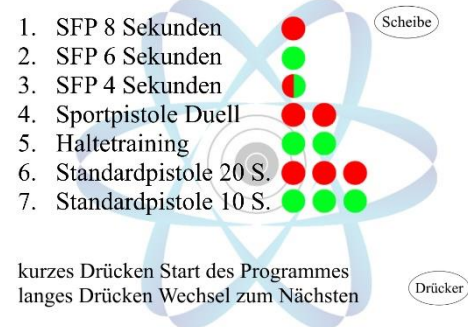 Scheibe
1. SFP 8 Sekunden
2. SFP 6 Sekunden
3. SFP 4 Sekunden
4. Sportpistole Duell
5. Haltetraining
6. Standardpistole 20 S.
7. Standardpistole 10 S.
kurzes Drücken Start des Programmes
langes Drücken Wechsel zum Nächsten
Drücker